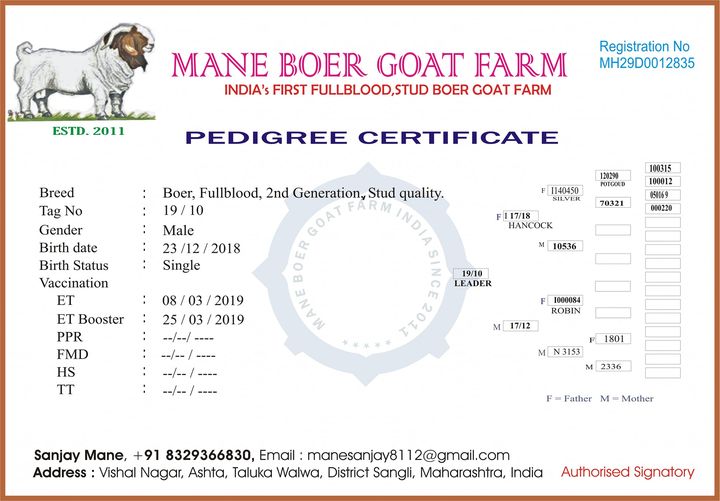 MANE BOER GOAT FARM
INDIA's FIRST FULLBLOOD,STUD BOER GOAT FARM
Registration No
MH29D0012835
ESTD. 2011
PEDIGREE CERTIFICATE
Breed : Boer, Fullblood, 2nd Generation, Stud quality.
Tag No : 19 / 10
Gender : Male
Birth date : 23 /12 / 2018
Birth Status : Single
Vaccination :
ET : 08 / 03 / 2019
ET Booster : 25 / 03 / 2019
PPR : --/--/ ----
FMD : --/-- / ----
HS : --/-- / ----
TT : --/-- / ----
MANE BOER GOAT FARM INDIA SINCE 2011
19/10
LEADER
F 17/18
HANCOCK
M 17/12
F I140450
SILVER
M 10536
F I000084
ROBIN
M N 3153
120290
POTGOUD
70321
F 1801
M 2336
100315
100012
05016 9
000220
F = Father M = Mother
Sanjay Mane, +91 8329366830, Email : manesanjay8112@gmail.com
Address : Vishal Nagar, Ashta, Taluka Walwa, District Sangli, Maharashtra, India
Authorised Signatory